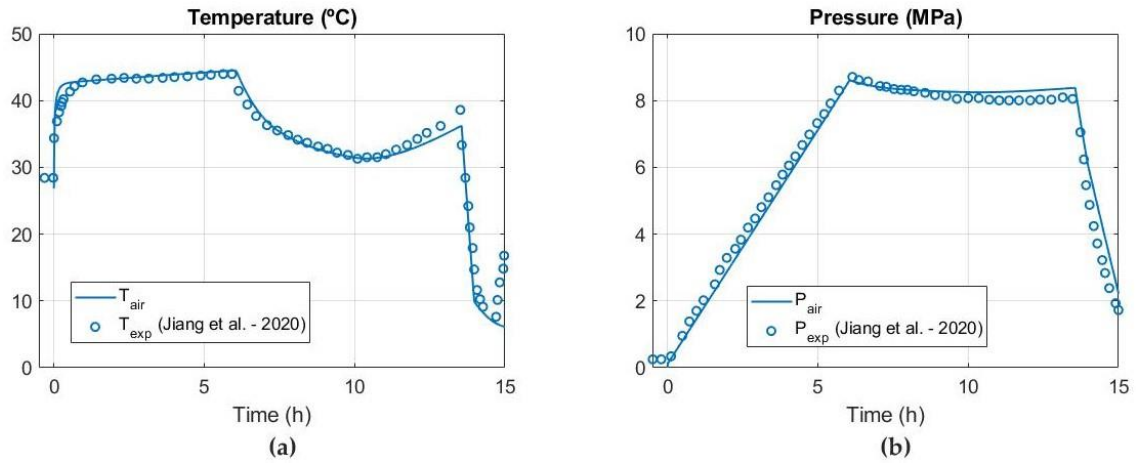 Temperature (ºC)
50
40
30
20
10
0
0
5
10
15
Time (h)
T_air
T_exp (Jiang et al. - 2020)
(a)
Pressure (MPa)
10
8
6
4
2
0
0
5
10
15
Time (h)
P_air
P_exp (Jiang et al. - 2020)
(b)